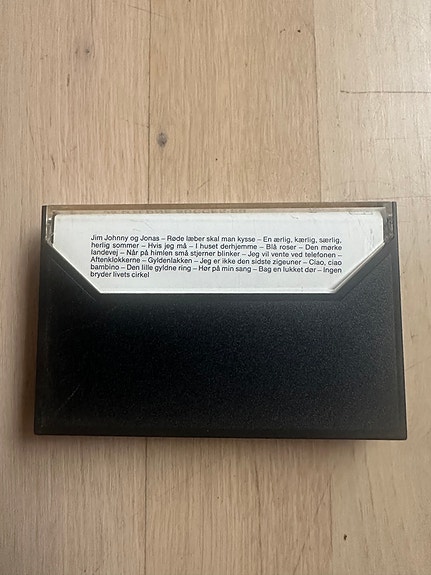 Jim Johnny og Jonas – Røde læber skal man kysse – En ærlig, kærlig, særlig,
herlig sommer – Hvis jeg må – I huset derhjemme – Blå roser – Den mørke
landevej – Når på himlen små stjerner blinker – Jeg vil vente ved telefonen –
Aftenklokkerne – Gyldenlakken – Jeg er ikke den sidste zigeuner – Ciao, ciao
bambino – Den lille gyldne ring – Hør på min sang – Bag en lukket dør – Ingen
bryder livets cirkel